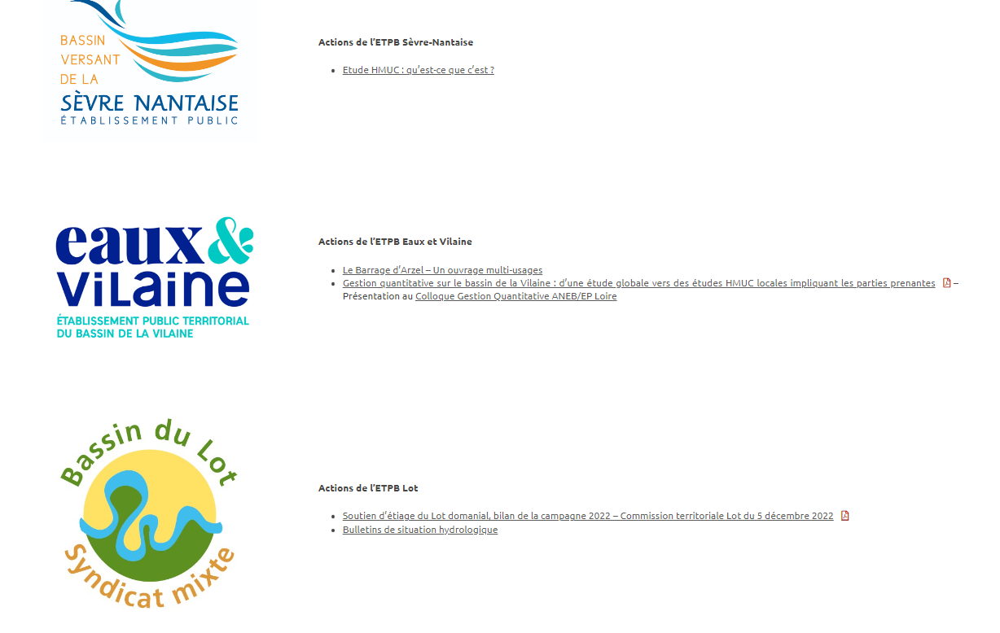 BASSIN
VERSANT
DE LA
SÈVRE NANTAISE
ÉTABLISSEMENT PUBLIC
Actions de l'ETPB Sèvre-Nantaise
Etude HMUC : qu'est-ce que c'est ?
eaux&
ViLaine
ÉTABLISSEMENT PUBLIC TERRITORIAL
DU BASSIN DE LA VILAINE
Actions de l'ETPB Eaux et Vilaine
Le Barrage d'Arzel – Un ouvrage multi-usages
Gestion quantitative sur le bassin de la Vilaine : d'une étude globale vers des études HMUC locales impliquant les parties prenantes –
Présentation au Colloque Gestion Quantitative ANEB/EP Loire
Bassin du Lot
Syndicat mixte
Actions de l'ETPB Lot
Soutien d'étiage du Lot domanial, bilan de la campagne 2022 – Commission territoriale Lot du 5 décembre 2022
Bulletins de situation hydrologique